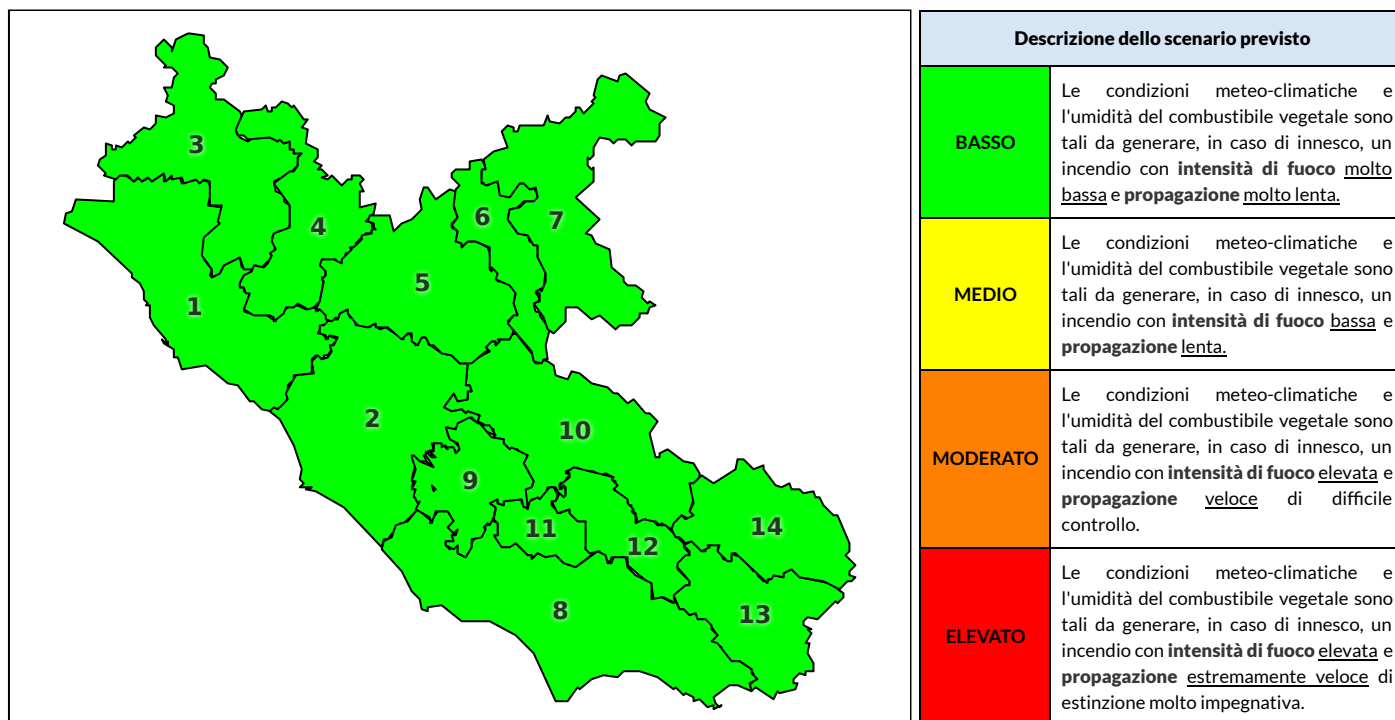 3
4
6
7
5
1
2
10
9
11
14
12
8
13
Descrizione dello scenario previsto
BASSO
Le condizioni meteo-climatiche e
l'umidità del combustibile vegetale sono
tali da generare, in caso di innesco, un
incendio con intensità di fuoco molto
bassa e propagazione molto lenta.
MEDIO
Le condizioni meteo-climatiche e
l'umidità del combustibile vegetale sono
tali da generare, in caso di innesco, un
incendio con intensità di fuoco bassa e
propagazione lenta.
MODERATO
Le condizioni meteo-climatiche e
l'umidità del combustibile vegetale sono
tali da generare, in caso di innesco, un
incendio con intensità di fuoco elevata e
propagazione veloce di difficile
controllo.
ELEVATO
Le condizioni meteo-climatiche e
l'umidità del combustibile vegetale sono
tali da generare, in caso di innesco, un
incendio con intensità di fuoco elevata e
propagazione estremamente veloce di
estinzione molto impegnativa.